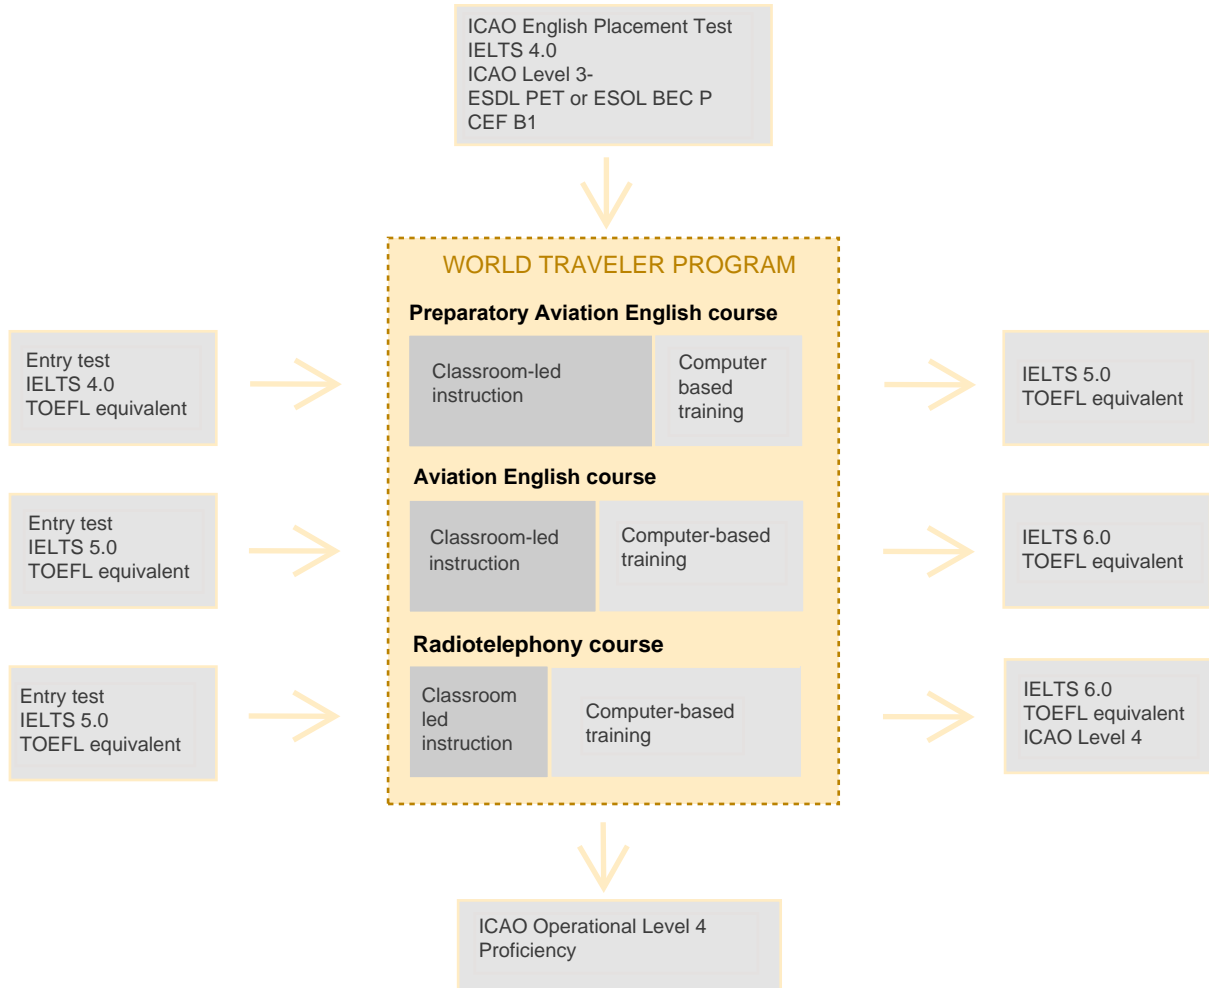 ICAO English Placement Test
IELTS 4.0
ICAO Level 3-
ESDL PET or ESOL BEC P
CEF B1
WORLD TRAVELER PROGRAM
Preparatory Aviation English course
Entry test
IELTS 4.0
TOEFL equivalent
Classroom-led
instruction
Computer
based
training
IELTS 5.0
TOEFL equivalent
Aviation English course
Entry test
IELTS 5.0
TOEFL equivalent
Classroom-led
instruction
Computer-based
training
IELTS 6.0
TOEFL equivalent
Radiotelephony course
Entry test
IELTS 5.0
TOEFL equivalent
Classroom
led
instruction
Computer-based
training
IELTS 6.0
TOEFL equivalent
ICAO Level 4
ICAO Operational Level 4
Proficiency